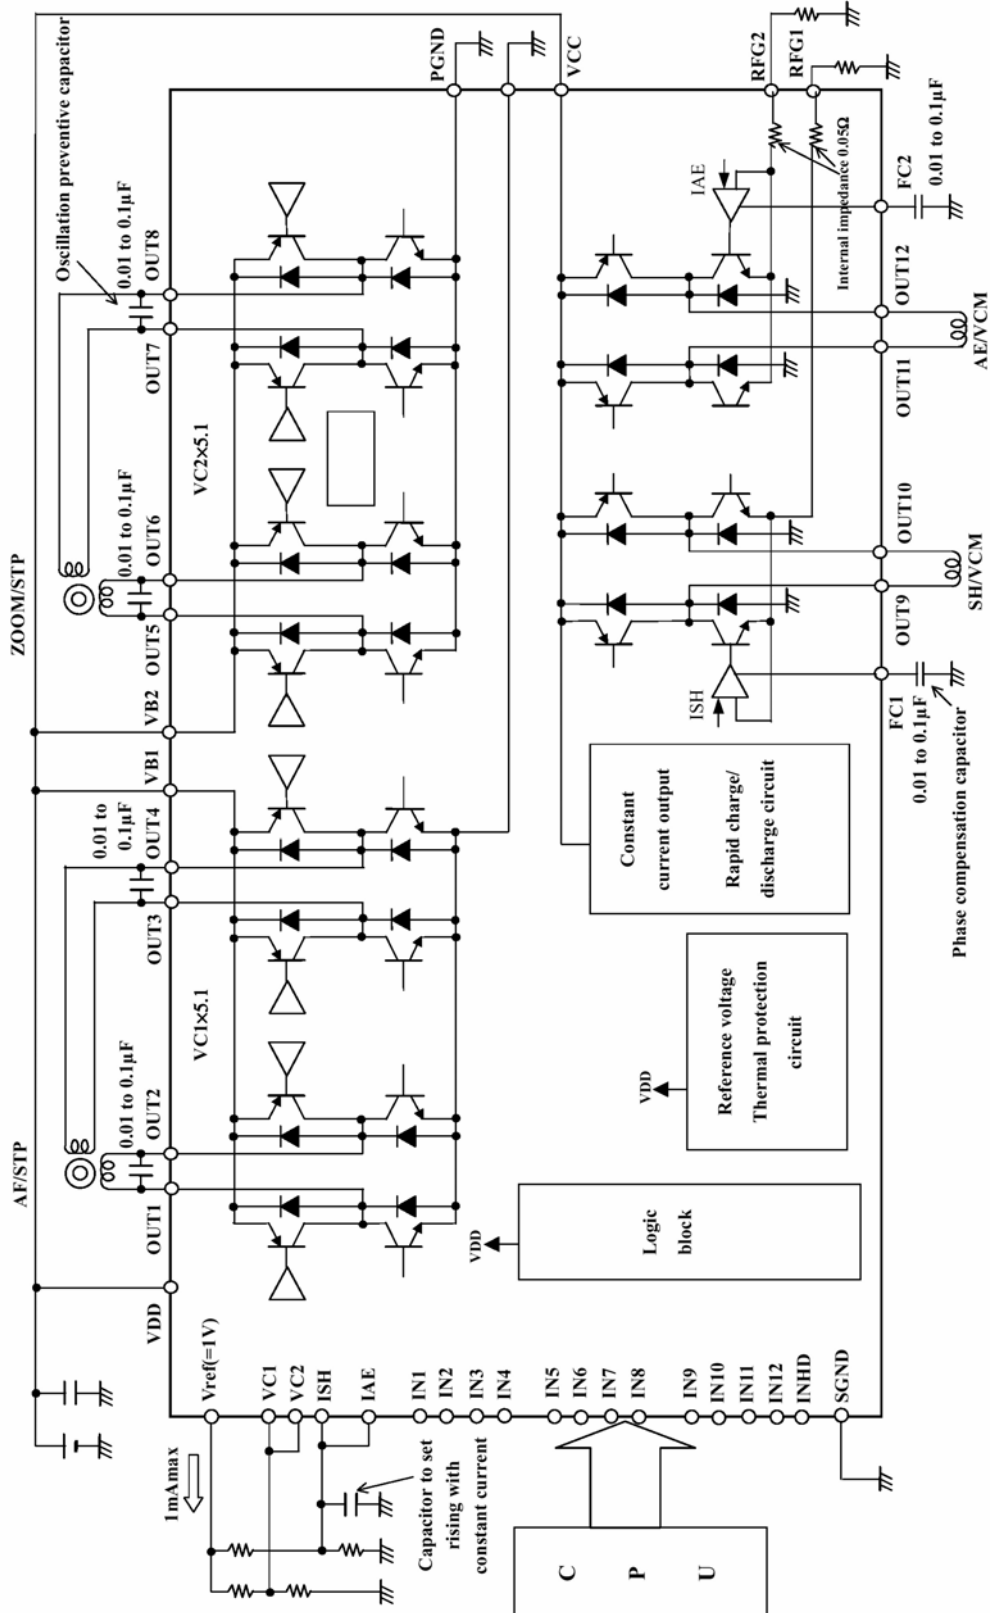 AF/STP
ZOOM/STP
Oscillation preventive capacitor
0.01 to 0.1μF
0.01 to
0.1μF
0.01 to 0.1μF
0.01 to 0.1μF
VDD
OUT1
OUT2
OUT3
OUT4
VB1
VB2
OUT5
OUT6
OUT7
OUT8
VC1×5.1
VC2×5.1
PGND
VCC
RFG2
RFG1
1mAmax
Vref(=1V)
VC1
VC2
ISH
IAE
IN1
IN2
IN3
IN4
IN5
IN6
IN7
IN8
IN9
IN10
IN11
IN12
INHD
SGND
Capacitor to set
rising with
constant current
C P U
VDD
Logic
block
VDD
Reference voltage
Thermal protection
circuit
Constant
current output
Rapid charge/
discharge circuit
ISH
IAE
Internal impedance 0.05Ω
FC1
0.01 to 0.1μF
Phase compensation capacitor
OUT9
OUT10
SH/VCM
OUT11
OUT12
AE/VCM
FC2
0.01 to 0.1μF